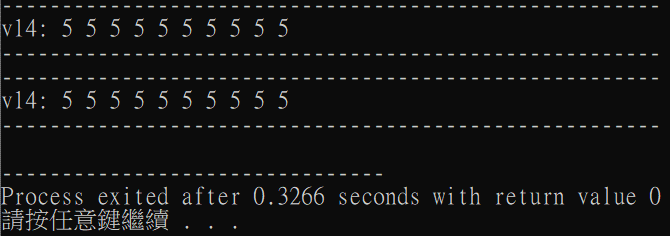 -------------------------------------------------------
v14: 5 5 5 5 5 5 5 5 5 5
-------------------------------------------------------
-------------------------------------------------------
v14: 5 5 5 5 5 5 5 5 5 5
-------------------------------------------------------
--------------------------------
Process exited after 0.3266 seconds with return value 0
請按任意鍵繼續 . . .